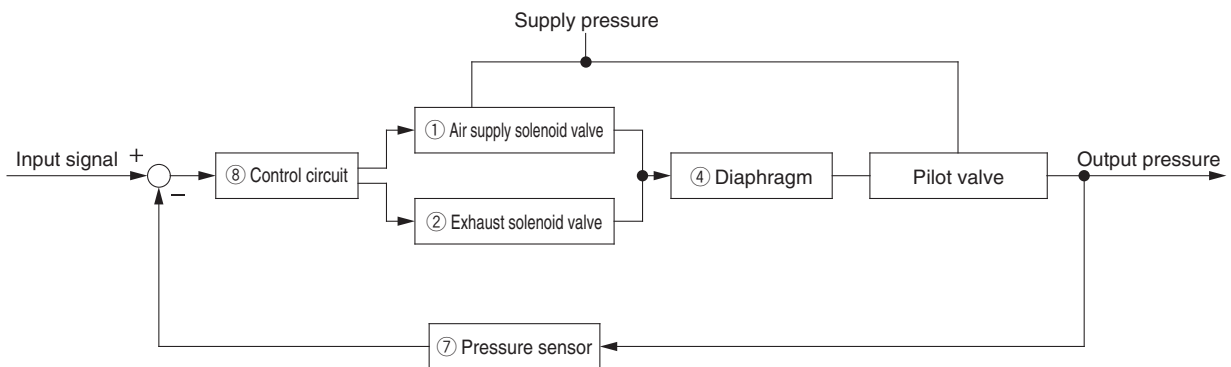 Supply pressure
① Air supply solenoid valve
Input signal
+
−
⑧ Control circuit
④ Diaphragm
Pilot valve
Output pressure
② Exhaust solenoid valve
⑦ Pressure sensor